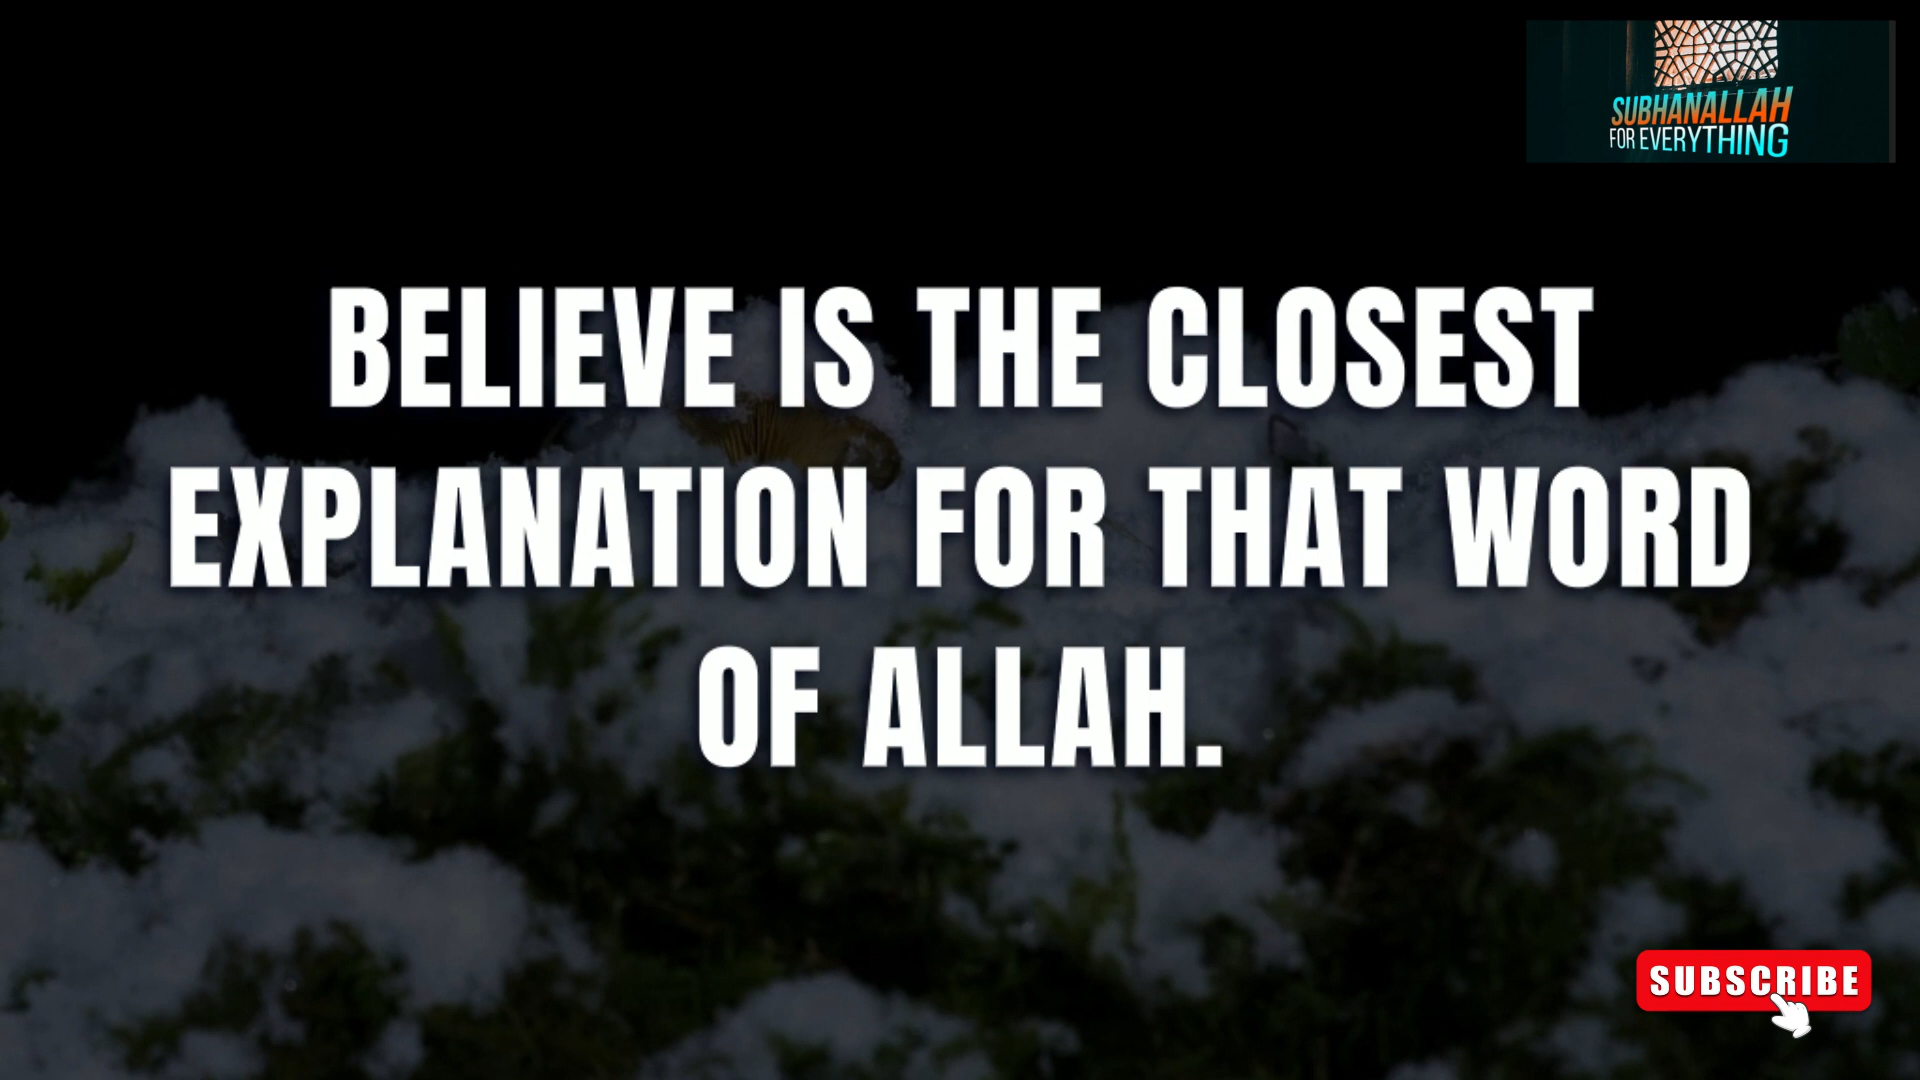 SUBHANALLAH
FOR EVERYTHING
BELIEVE IS THE CLOSEST
EXPLANATION FOR THAT WORD
OF ALLAH.
SUBSCRIBE